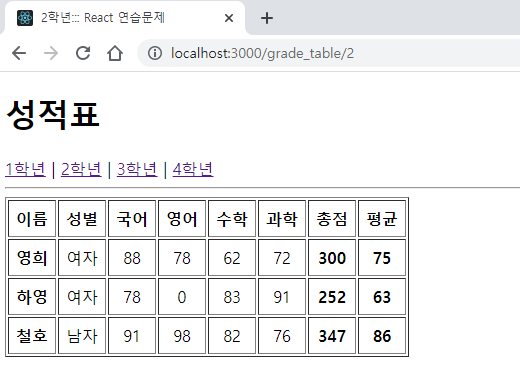 2학년::: React 연습문제
localhost:3000/grade_table/2
성적표
1학년 | 2학년 | 3학년 | 4학년
이름 성별 국어 영어 수학 과학 총점 평균
영희 여자 88 78 62 72 300 75
하영 여자 78 0 83 91 252 63
철호 남자 91 98 82 76 347 86